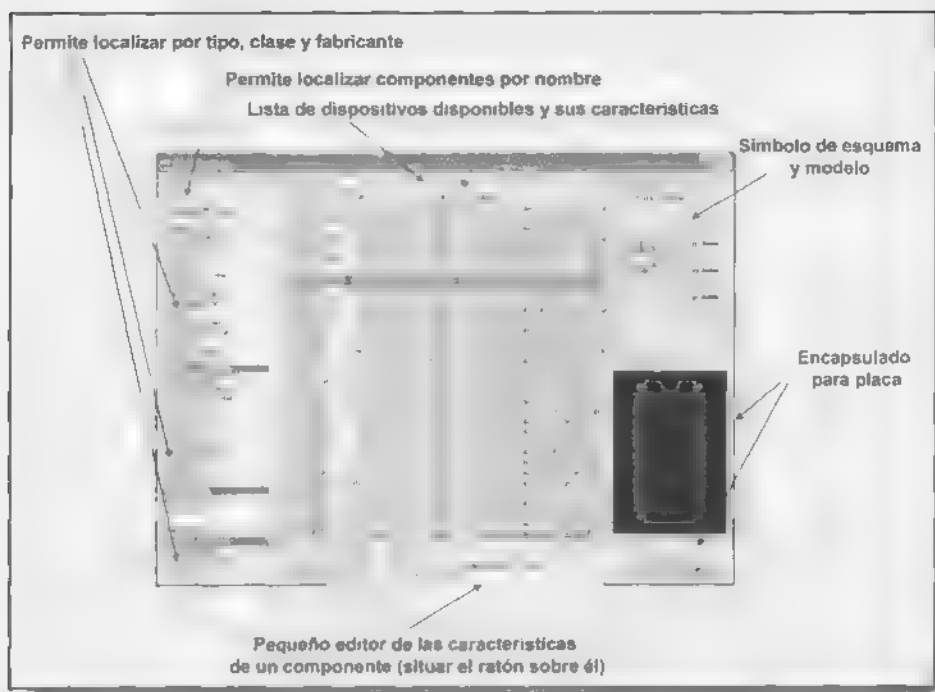 Permite localizar por tipo, clase y fabricante
Permite localizar componentes por nombre
Lista de dispositivos disponibles y sus características
Símbolo de esquema
y modelo
Encapsulado
para placa
Pequeño editor de las características
de un componente (situar el ratón sobre él)